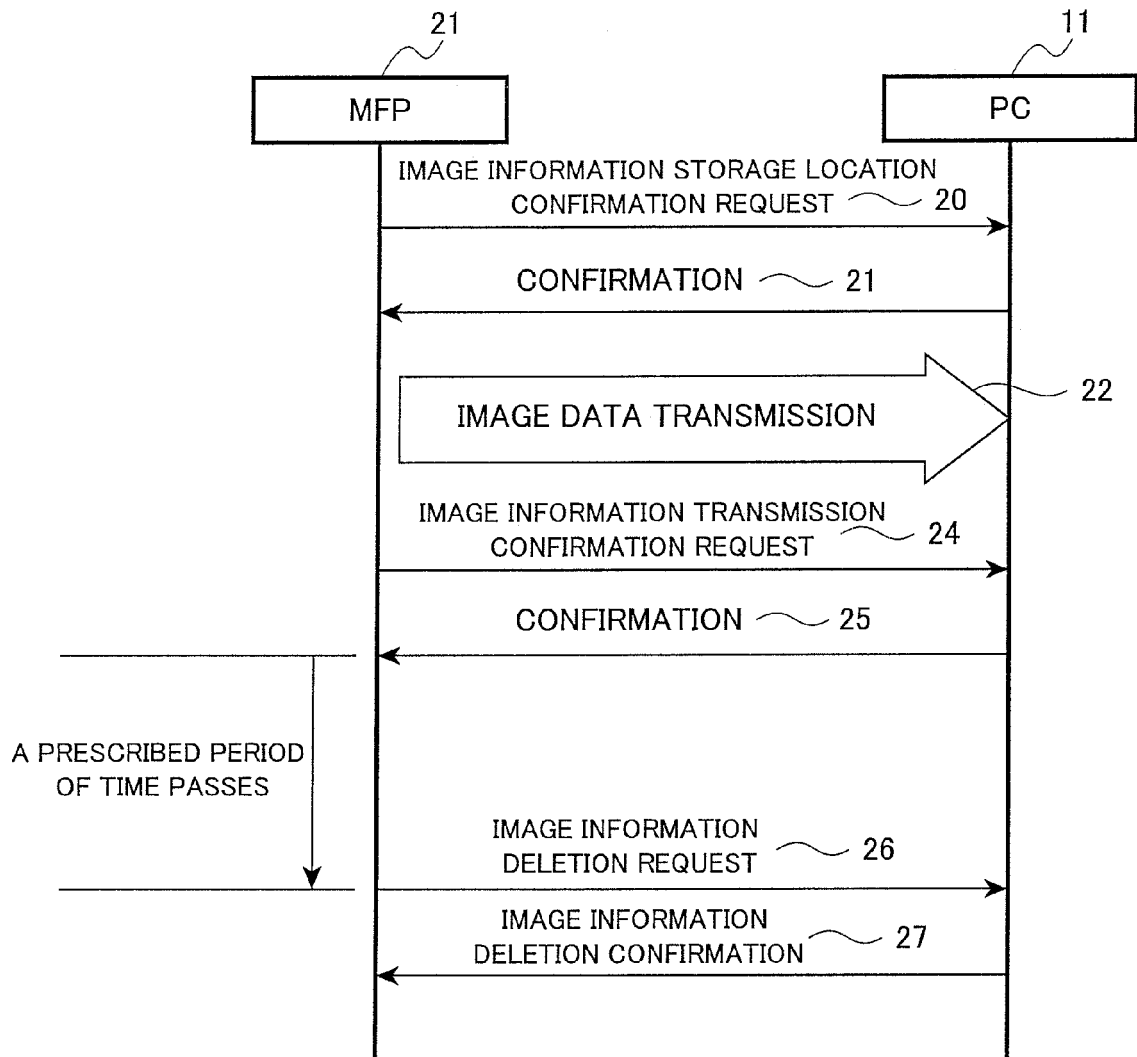 21
11
MFP
PC
IMAGE INFORMATION STORAGE LOCATION
CONFIRMATION REQUEST 20
CONFIRMATION 21
IMAGE DATA TRANSMISSION
22
IMAGE INFORMATION TRANSMISSION
CONFIRMATION REQUEST 24
CONFIRMATION 25
A PRESCRIBED PERIOD
OF TIME PASSES
IMAGE INFORMATION
DELETION REQUEST 26
IMAGE INFORMATION
DELETION CONFIRMATION 27